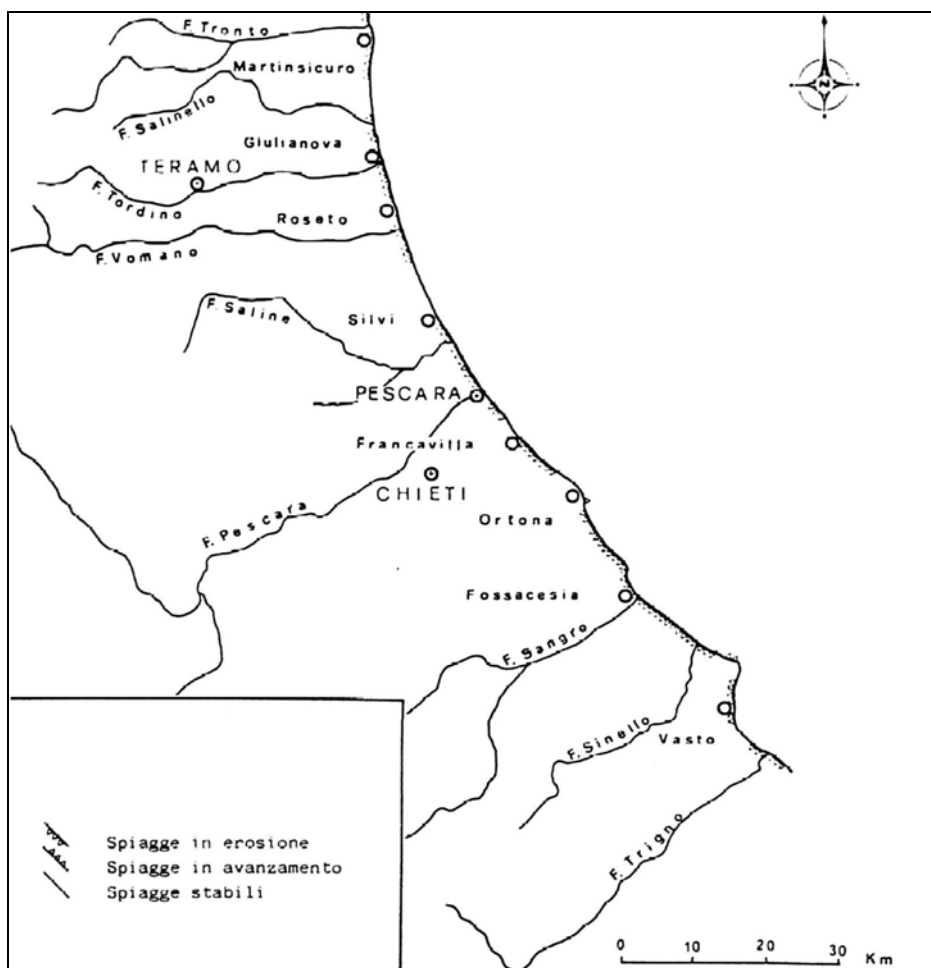 F. Tronto
N
Martinsicuro
F. Salinello
Giulianova
TERAMO
F. Tordino
Roseto
F. Vomano
F. Saline
Silvi
PESCARA
Francavilla
CHIETI
F. Pescara
Ortona
Fossacesia
F. Sangro
F. Sinello
Vasto
F. Trigno
Spiagge in erosione
Spiagge in avanzamento
Spiagge stabili
0 10 20 30 Km